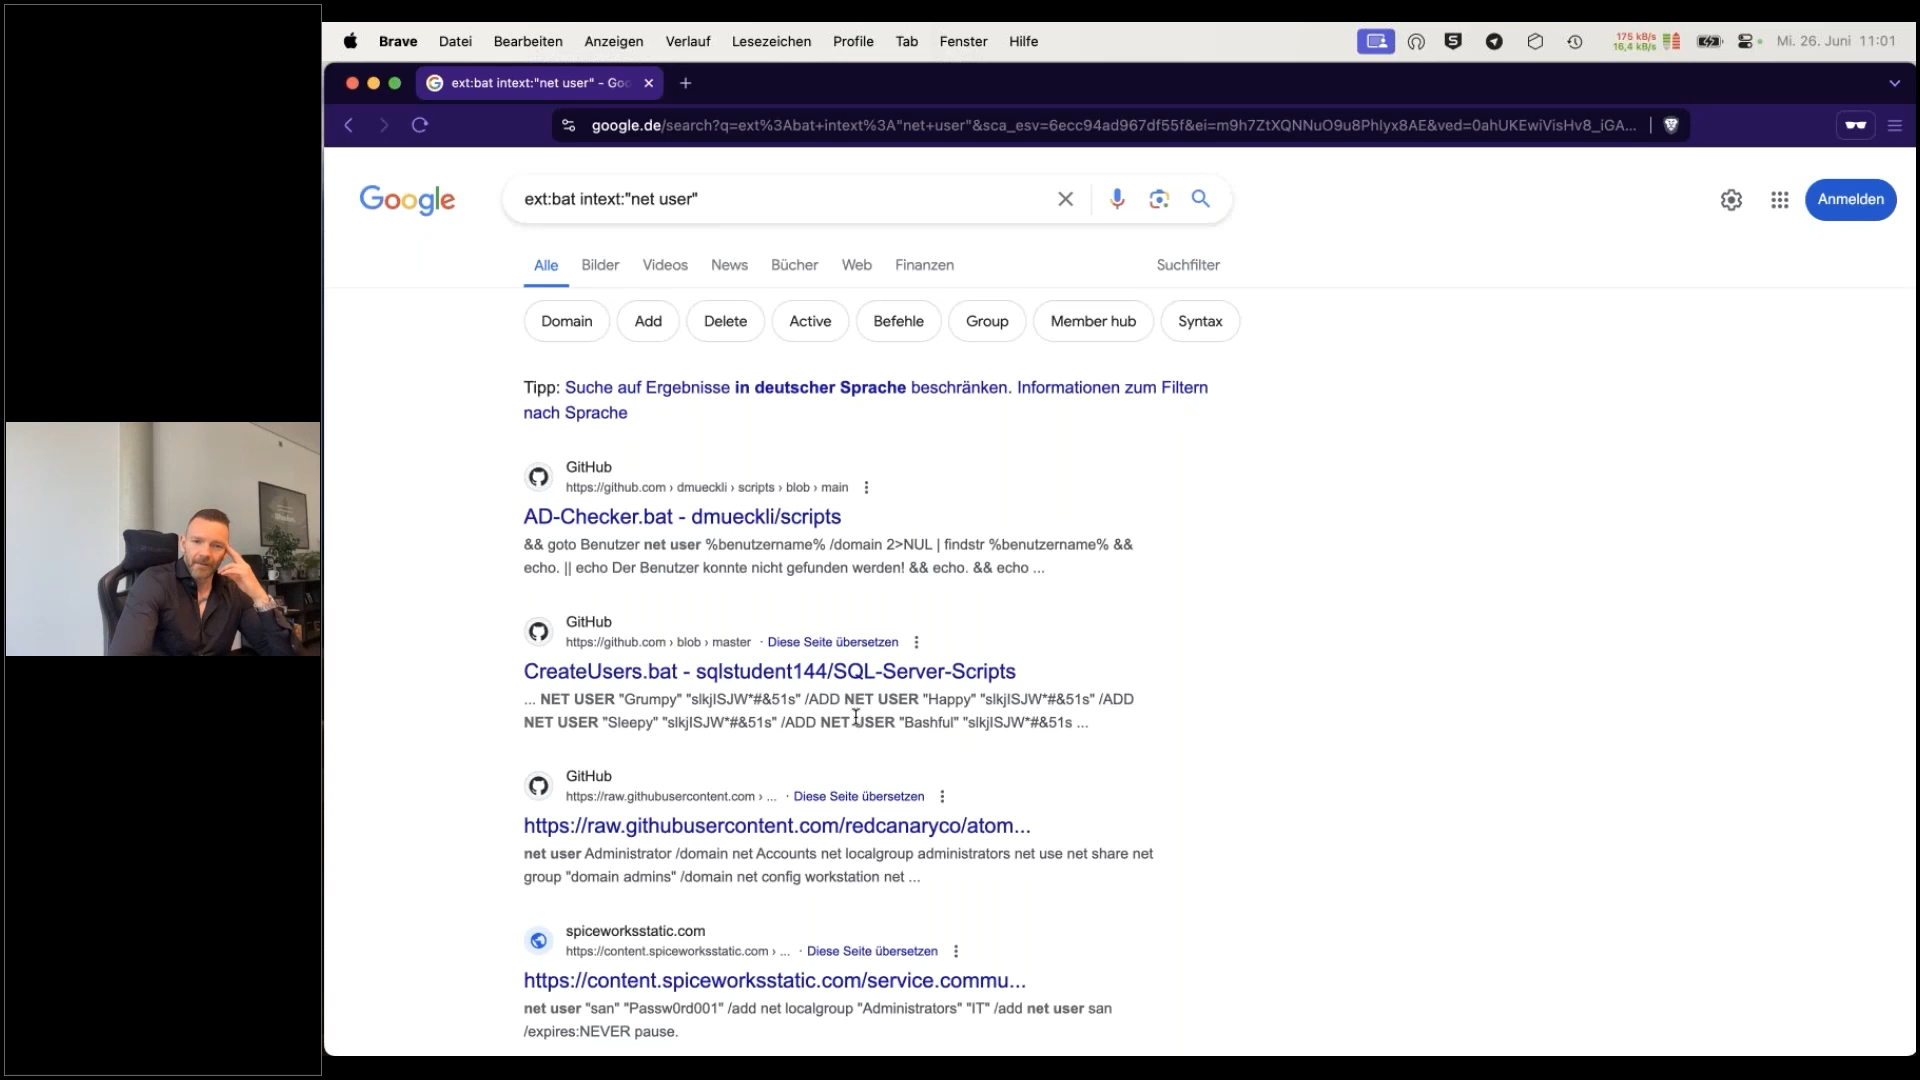 Brave Datei Bearbeiten Anzeigen Verlauf Lesezeichen Profile Tab Fenster Hilfe
175 kB/s
16,4 kB/s
Mi. 26. Juni 11:01
ext:bat intext:"net user" - Goo
google.de/search?q=ext%3Abat+intext%3A"net+user"&sca_esv=6ecc94ad967df55f&ei=m9h7ZtXQNNuO9u8Phlyx8AE&ved=0ahUKEwiVisHv8_iGA...
Google
ext:bat intext:"net user"
Anmelden
Alle Bilder Videos News Bücher Web Finanzen Suchfilter
Domain Add Delete Active Befehle Group Member hub Syntax
Tipp: Suche auf Ergebnisse in deutscher Sprache beschränken. Informationen zum Filtern
nach Sprache
GitHub
https://github.com › dmueckli › scripts › blob › main
AD-Checker.bat - dmueckli/scripts
&& goto Benutzer net user %benutzername% /domain 2>NUL | findstr %benutzername% &&
echo. || echo Der Benutzer konnte nicht gefunden werden! && echo. && echo ...
GitHub
https://github.com › blob › master · Diese Seite übersetzen
CreateUsers.bat - sqlstudent144/SQL-Server-Scripts
... NET USER "Grumpy" "slkjISJW*#&51s" /ADD NET USER "Happy" "slkjISJW*#&51s" /ADD
NET USER "Sleepy" "slkjISJW*#&51s" /ADD NET USER "Bashful" "slkjISJW*#&51s ...
GitHub
https://raw.githubusercontent.com › ... · Diese Seite übersetzen
https://raw.githubusercontent.com/redcanaryco/atom...
net user Administrator /domain net Accounts net localgroup administrators net use net share net
group "domain admins" /domain net config workstation net ...
spiceworksstatic.com
https://content.spiceworksstatic.com › ... · Diese Seite übersetzen
https://content.spiceworksstatic.com/service.commu...
net user "san" "Passw0rd001" /add net localgroup "Administrators" "IT" /add net user san
/expires:NEVER pause.